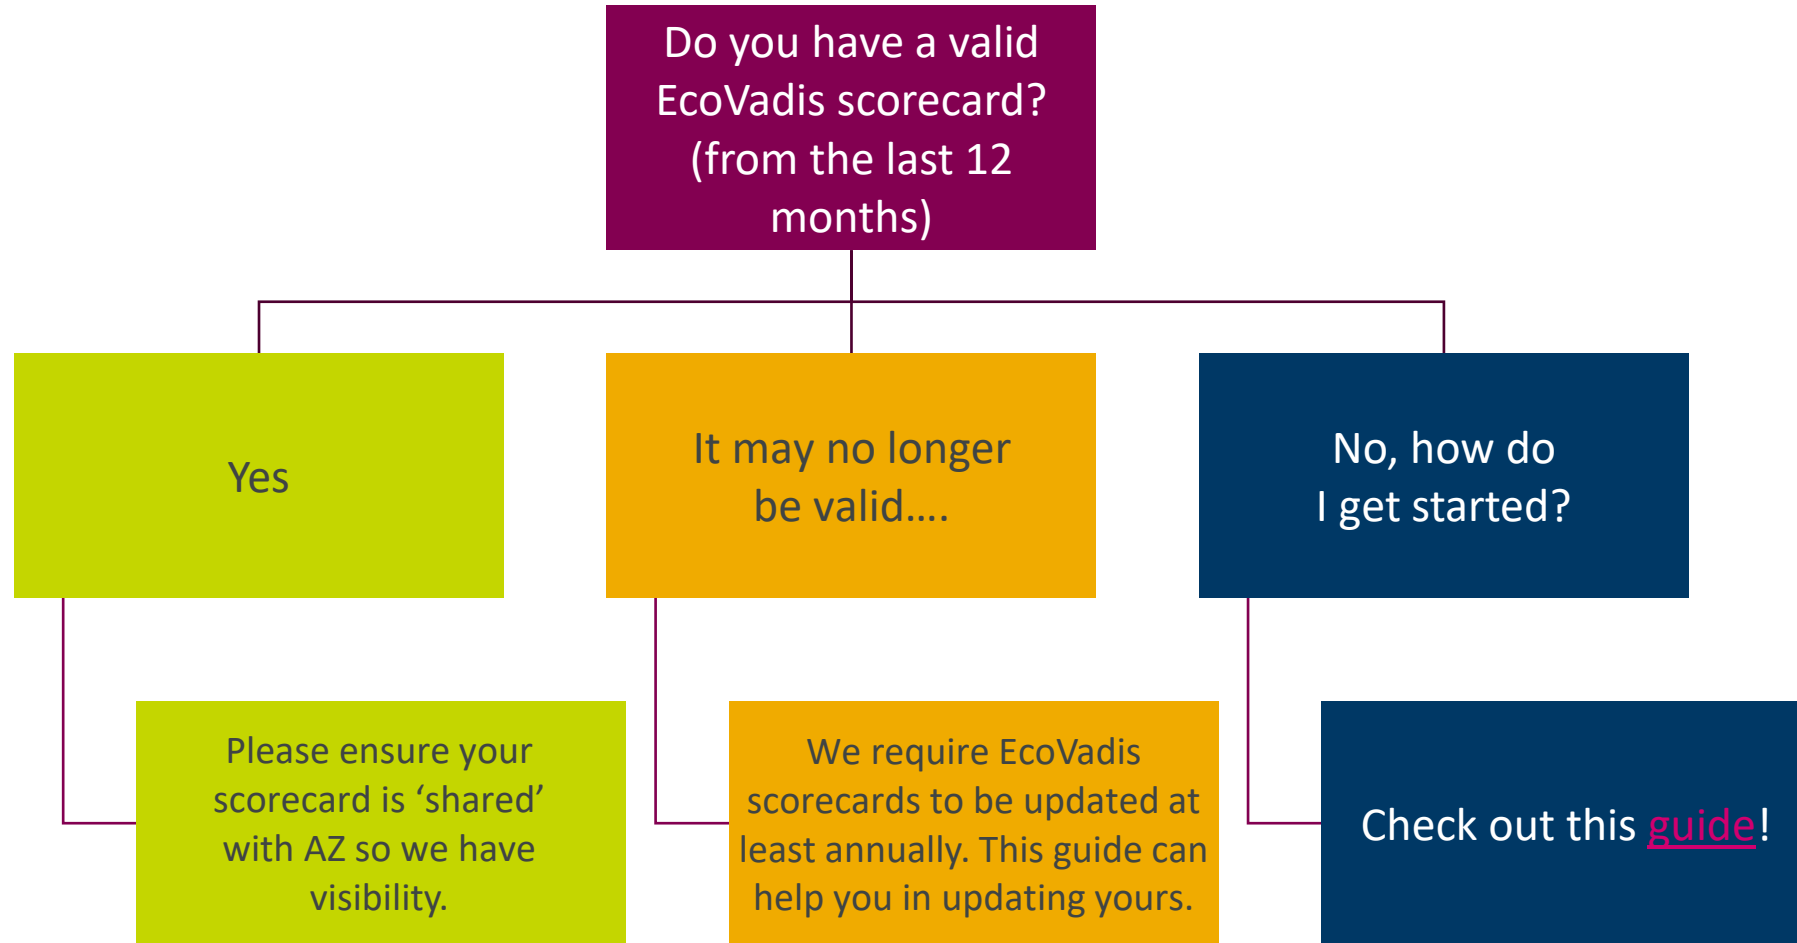 Do you have a valid
EcoVadis scorecard?
(from the last 12
months)
Yes
It may no longer
be valid....
No, how do
I get started?
Please ensure your
scorecard is ‘shared’
with AZ so we have
visibility.
We require EcoVadis
scorecards to be updated at
least annually. This guide can
help you in updating yours.
Check out this guide!